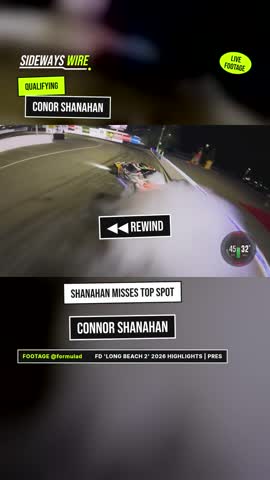 SIDEWAYS WIRE.
LIVE
FOOTAGE
QUALIFYING
CONOR SHANAHAN
◀◀ REWIND
45 32°
SHANAHAN MISSES TOP SPOT
CONNOR SHANAHAN
FOOTAGE @formulad FD 'LONG BEACH 2' 2026 HIGHLIGHTS | PRES